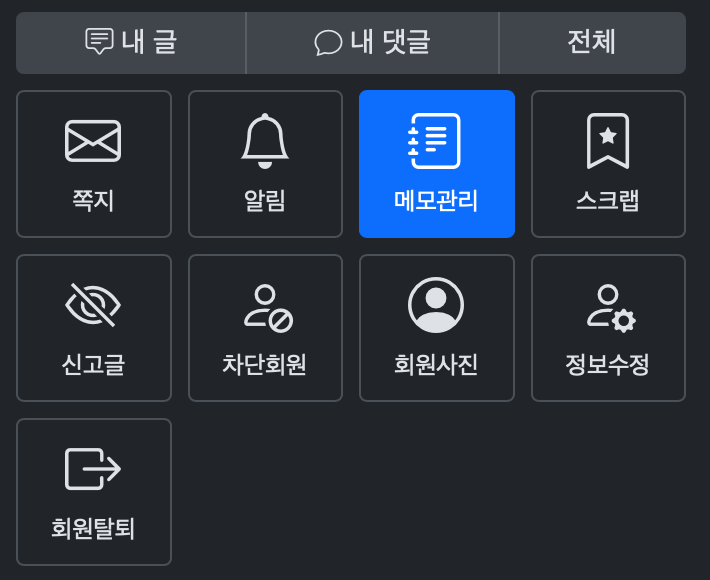 내 글 내 댓글 전체
쪽지 알림 메모관리 스크랩
신고글 차단회원 회원사진 정보수정
회원탈퇴